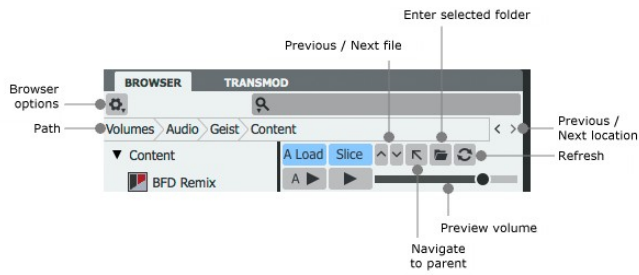 Enter selected folder
Previous / Next file
BROWSER TRANSMOD
Browser
options
Path
Volumes Audio Geist Content
< >
Previous /
Next location
Content
A Load Slice
Refresh
BFD Remix
A
Preview volume
Navigate
to parent